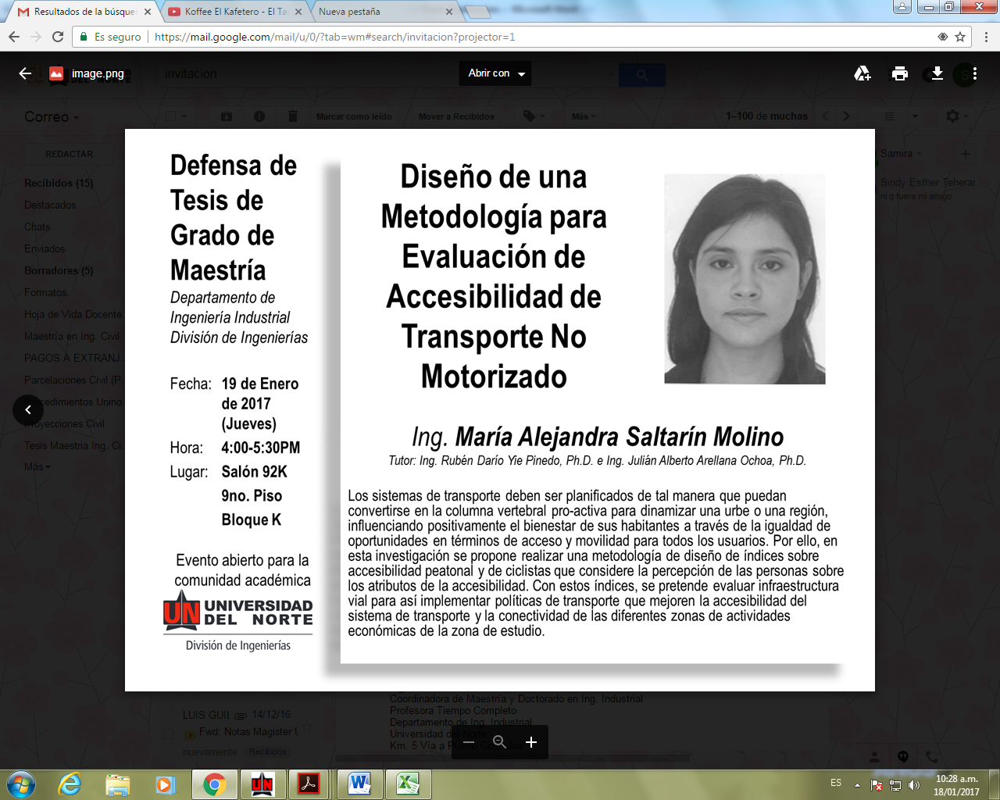 Resultados de la búsqued
Koffee El Kafetero - El Ta
Nueva pestaña
Es seguro
https://mail.google.com/mail/u/0/?tab=wm#search/invitacion?projector=1
image.png
invitacion
Abrir con
Correo
Marcar como leído
Mover a Recibidos
Más
1–100 de muchas
REDACTAR
Recibidos (15)
Destacados
Chats
Enviados
Borradores (5)
Formatos.
Hoja de Vida Docente
Maestría en Ing. Civil.
PAGOS A EXTRANJ
Parcelaciones Civil (P
Procedimientos Unino
Proyecciones Civil
Tesis Maestria Ing. Ci
Más
Samira
Sindy Esther Teherar
ni q fuera mi amigo
Defensa de
Tesis de
Grado de
Maestría
Departamento de
Ingeniería Industrial
División de Ingenierías
Fecha: 19 de Enero
de 2017
(Jueves)
Hora: 4:00-5:30PM
Lugar: Salón 92K
9no. Piso
Bloque K
Evento abierto para la
comunidad académica
UN UNIVERSIDAD
DEL NORTE
División de Ingenierías
Diseño de una
Metodología para
Evaluación de
Accesibilidad de
Transporte No
Motorizado
Ing. María Alejandra Saltarín Molino
Tutor: Ing. Rubén Darío Yie Pinedo, Ph.D. e Ing. Julián Alberto Arellana Ochoa, Ph.D.
Los sistemas de transporte deben ser planificados de tal manera que puedan
convertirse en la columna vertebral pro-activa para dinamizar una urbe o una región,
influenciando positivamente el bienestar de sus habitantes a través de la igualdad de
oportunidades en términos de acceso y movilidad para todos los usuarios. Por ello, en
esta investigación se propone realizar una metodología de diseño de índices sobre
accesibilidad peatonal y de ciclistas que considere la percepción de las personas sobre
los atributos de la accesibilidad. Con estos índices, se pretende evaluar infraestructura
vial para así implementar políticas de transporte que mejoren la accesibilidad del
sistema de transporte y la conectividad de las diferentes zonas de actividades
económicas de la zona de estudio.
Coordinadora de Maestría y Doctorado en Ing. Industrial
Profesora Tiempo Completo
Departamento de Ing. Industrial
Universidad del Norte
Km. 5 Vía a
LUIS GUIL 14/12/16
Fwd: Notas Magister U
nuevamente Recibidos
ES
10:28 a.m.
18/01/2017